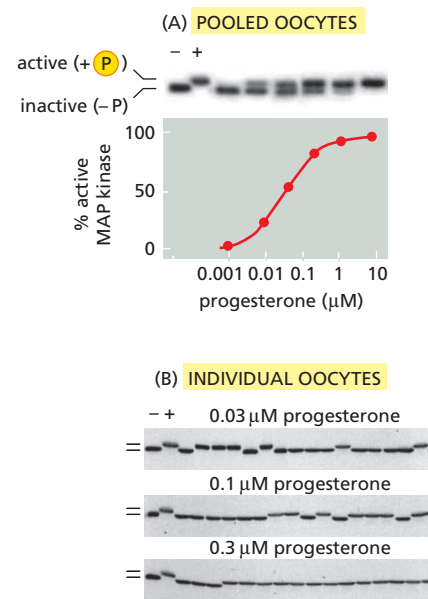 (A) POOLED OOCYTES
– +
active (+ P )
inactive (– P)
100
50
0
% active
MAP kinase
0.001 0.01 0.1 1 10
progesterone (μM)
(B) INDIVIDUAL OOCYTES
– + 0.03 μM progesterone
0.1 μM progesterone
0.3 μM progesterone